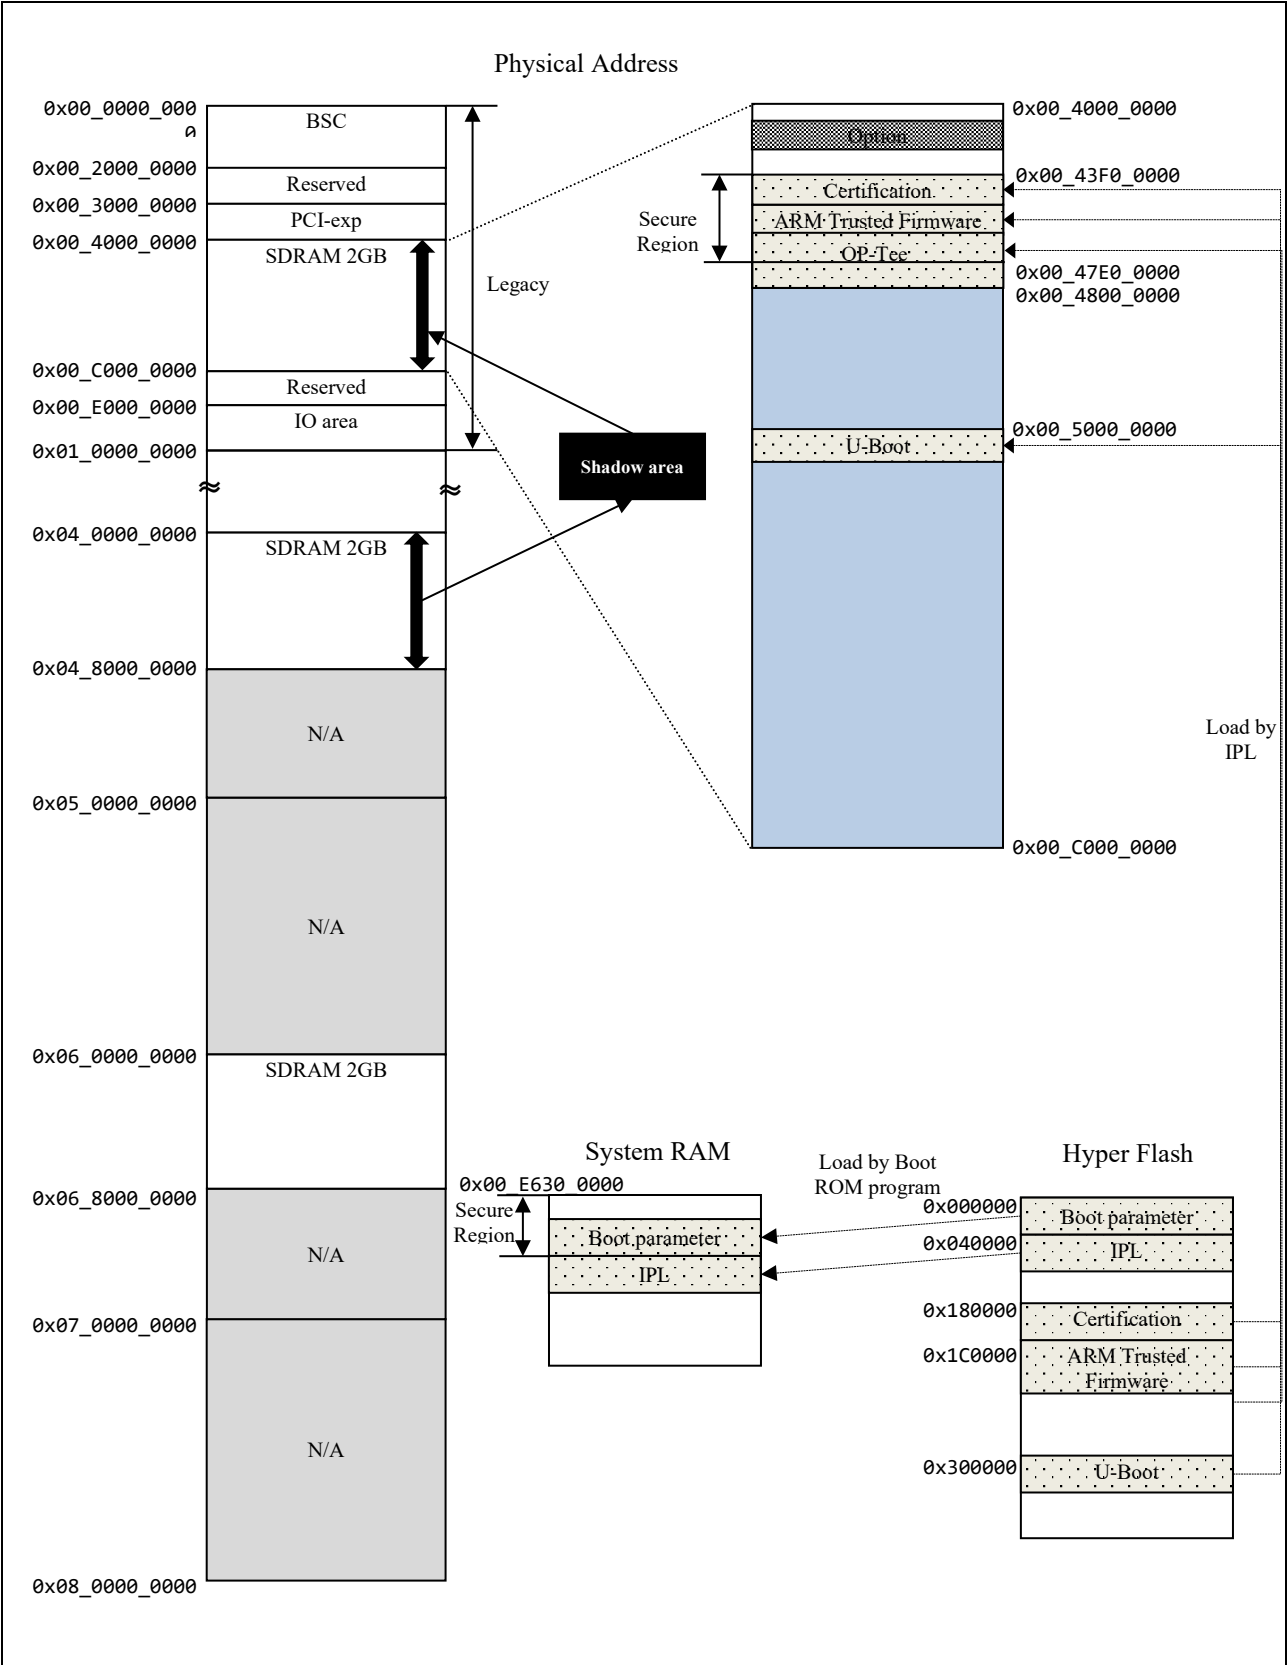 Physical Address
0x00_0000_000
0
BSC
0x00_2000_0000
Reserved
0x00_3000_0000
PCI-exp
0x00_4000_0000
SDRAM 2GB
Legacy
0x00_C000_0000
Reserved
0x00_E000_0000
IO area
0x01_0000_0000
≈
≈
Shadow area
0x04_0000_0000
SDRAM 2GB
0x04_8000_0000
N/A
0x05_0000_0000
N/A
0x06_0000_0000
SDRAM 2GB
0x06_8000_0000
N/A
0x07_0000_0000
N/A
0x08_0000_0000
0x00_4000_0000
Option
0x00_43F0_0000
Certification
Secure
Region
ARM Trusted Firmware
OP-Tee
0x00_47E0_0000
0x00_4800_0000
0x00_5000_0000
U-Boot
Load by
IPL
0x00_C000_0000
System RAM
0x00_E630_0000
Secure
Region
Boot parameter
IPL
Load by Boot
ROM program
Hyper Flash
0x000000
Boot parameter
0x040000
IPL
0x180000
Certification
0x1C0000
ARM Trusted
Firmware
0x300000
U-Boot